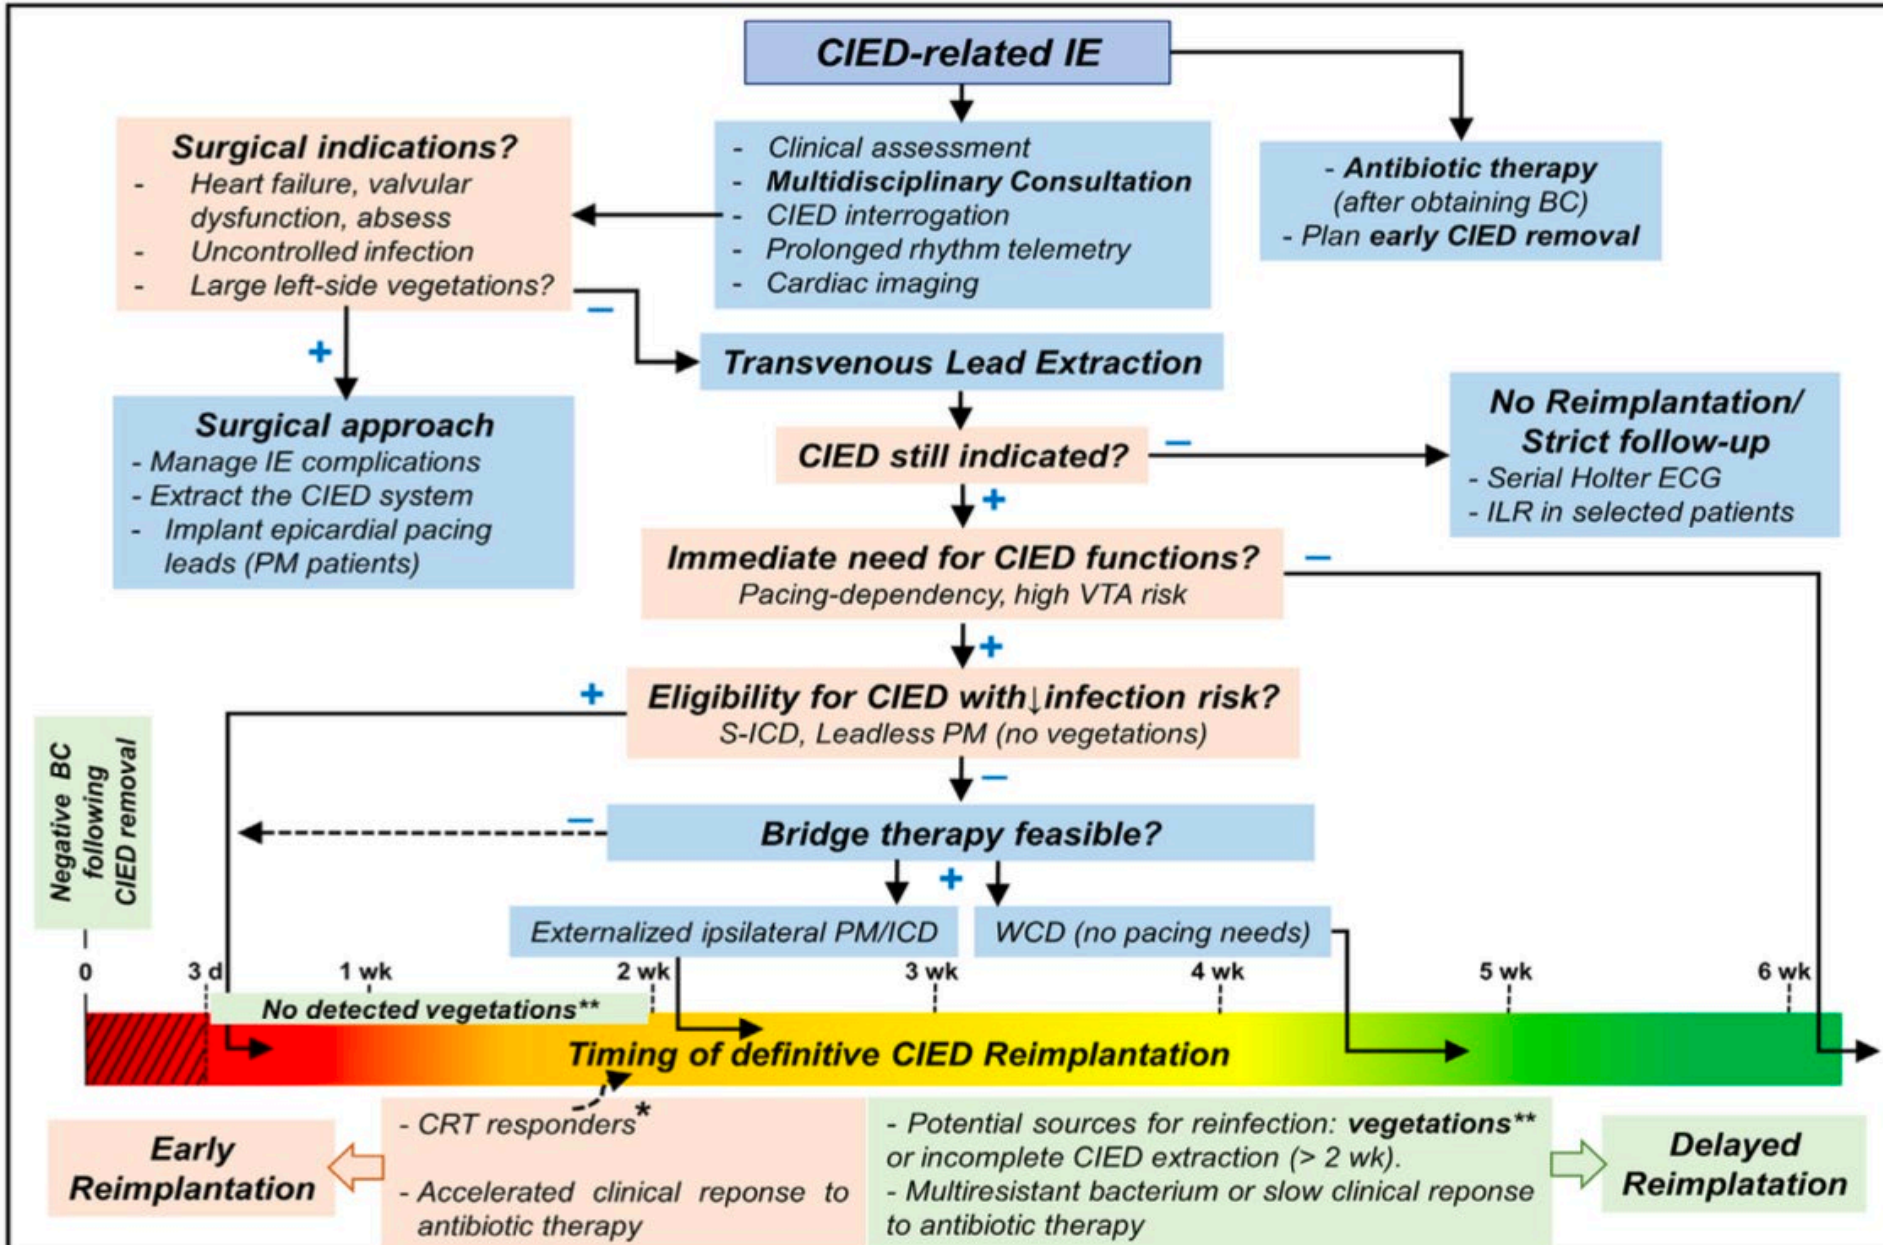 CIED-related IE
Surgical indications?
- Heart failure, valvular
dysfunction, absess
- Uncontrolled infection
- Large left-side vegetations?
- Clinical assessment
- Multidisciplinary Consultation
- CIED interrogation
- Prolonged rhythm telemetry
- Cardiac imaging
- Antibiotic therapy
(after obtaining BC)
- Plan early CIED removal
–
+
Transvenous Lead Extraction
Surgical approach
- Manage IE complications
- Extract the CIED system
- Implant epicardial pacing
leads (PM patients)
CIED still indicated?
–
No Reimplantation/
Strict follow-up
- Serial Holter ECG
- ILR in selected patients
+
Immediate need for CIED functions?
Pacing-dependency, high VTA risk
–
+
Eligibility for CIED with↓infection risk?
S-ICD, Leadless PM (no vegetations)
+
–
Negative BC
following
CIED removal
Bridge therapy feasible?
–
+
Externalized ipsilateral PM/ICD
WCD (no pacing needs)
0 3 d 1 wk 2 wk 3 wk 4 wk 5 wk 6 wk
No detected vegetations**
Timing of definitive CIED Reimplantation
Early
Reimplantation
- CRT responders*
- Accelerated clinical reponse to
antibiotic therapy
- Potential sources for reinfection: vegetations**
or incomplete CIED extraction (> 2 wk).
- Multiresistant bacterium or slow clinical reponse
to antibiotic therapy
Delayed
Reimplatation